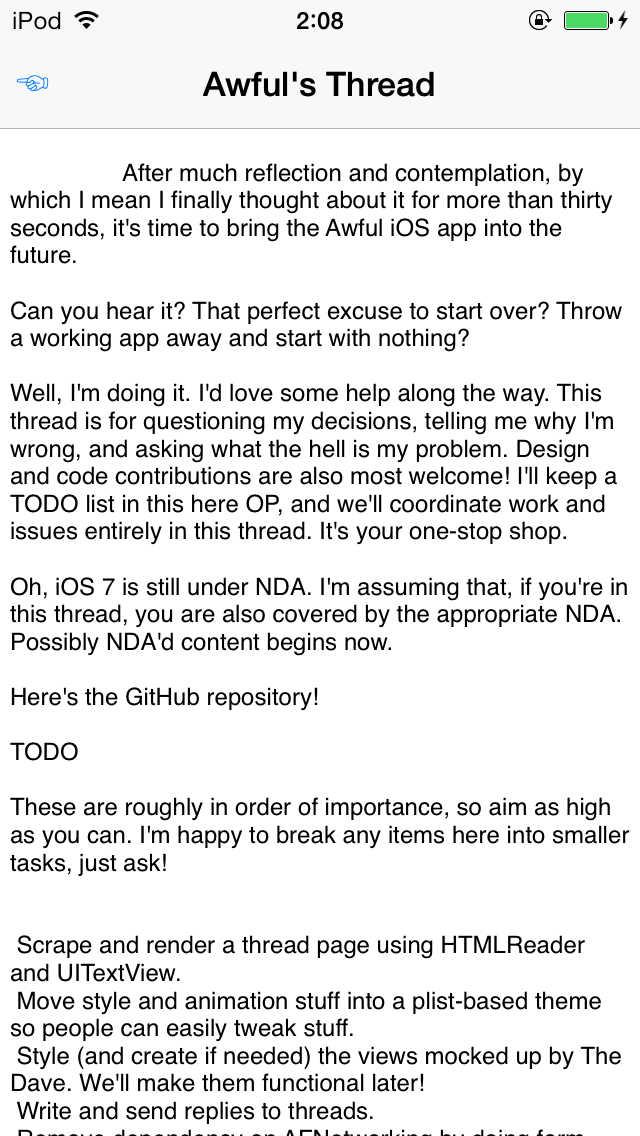 iPod
2:08
Awful's Thread
After much reflection and contemplation, by
which I mean I finally thought about it for more than thirty
seconds, it's time to bring the Awful iOS app into the
future.
Can you hear it? That perfect excuse to start over? Throw
a working app away and start with nothing?
Well, I'm doing it. I'd love some help along the way. This
thread is for questioning my decisions, telling me why I'm
wrong, and asking what the hell is my problem. Design
and code contributions are also most welcome! I'll keep a
TODO list in this here OP, and we'll coordinate work and
issues entirely in this thread. It's your one-stop shop.
Oh, iOS 7 is still under NDA. I'm assuming that, if you're in
this thread, you are also covered by the appropriate NDA.
Possibly NDA'd content begins now.
Here's the GitHub repository!
TODO
These are roughly in order of importance, so aim as high
as you can. I'm happy to break any items here into smaller
tasks, just ask!
Scrape and render a thread page using HTMLReader
and UITextView.
Move style and animation stuff into a plist-based theme
so people can easily tweak stuff.
Style (and create if needed) the views mocked up by The
Dave. We'll make them functional later!
Write and send replies to threads.
Remove dependency on AFNetworking by doing form